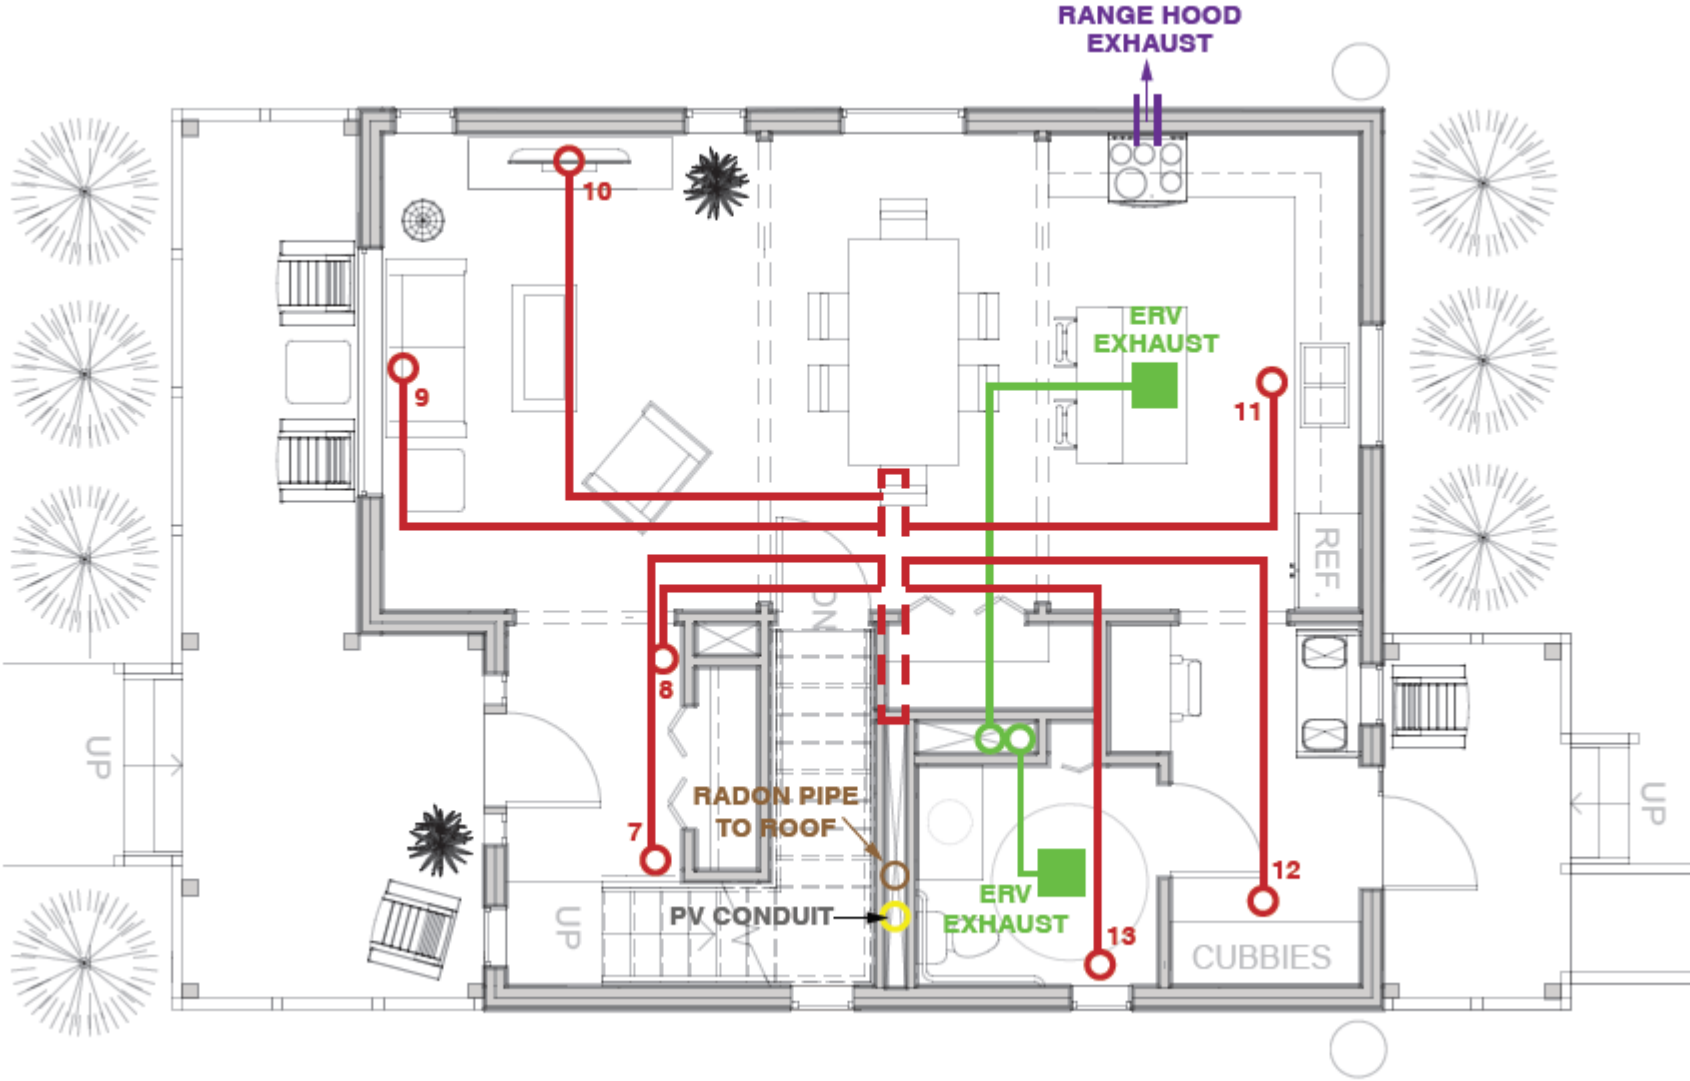 RANGE HOOD
EXHAUST
10
ERV
EXHAUST
9
11
REF.
8
UP
RADON PIPE
TO ROOF
7
UP
12
ERV
EXHAUST
PV CONDUIT
UP
13
CUBBIES